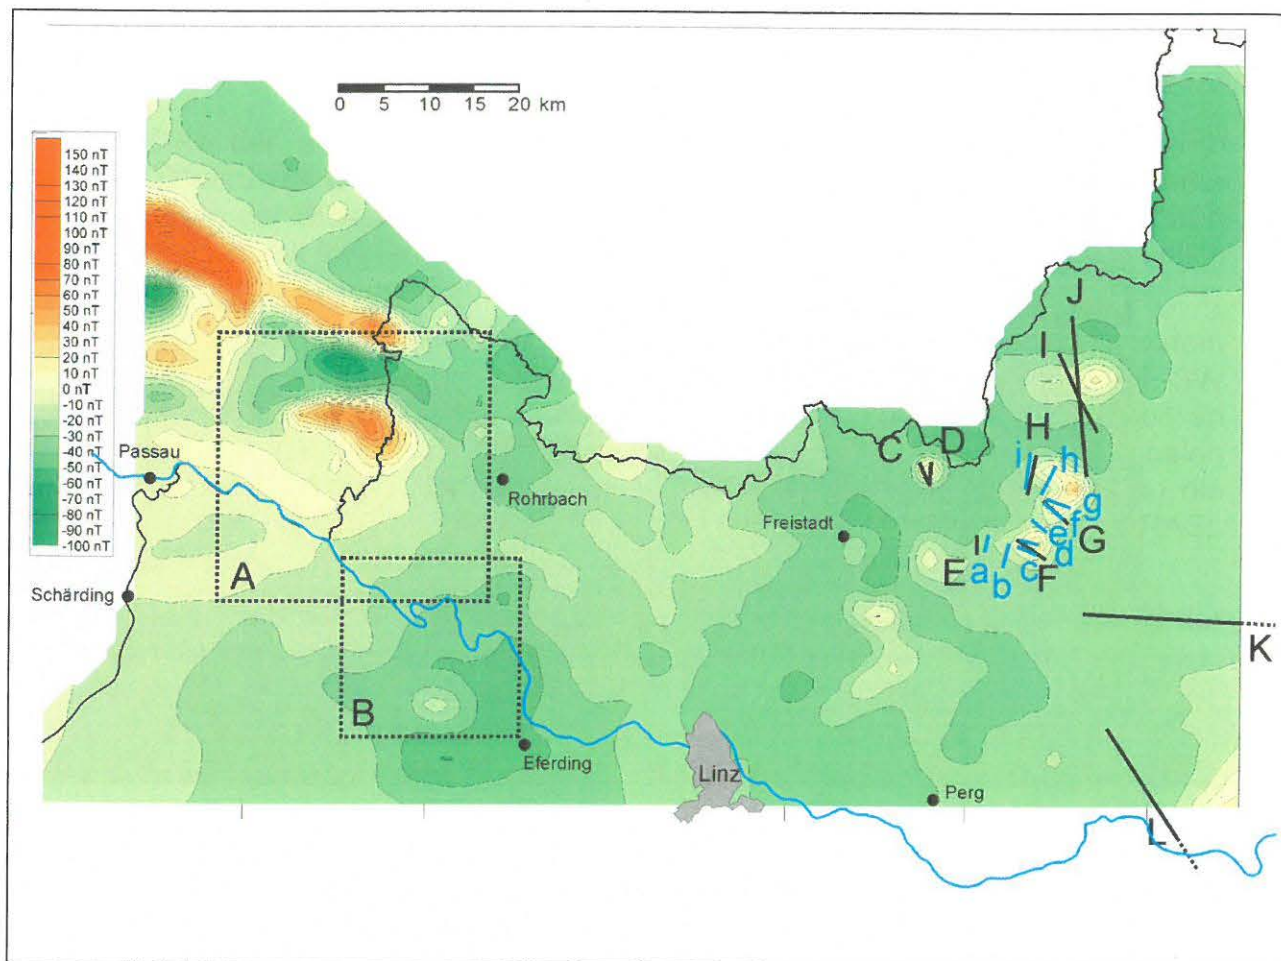 0 5 10 15 20 km
150 nT
140 nT
130 nT
120 nT
110 nT
100 nT
90 nT
80 nT
70 nT
60 nT
50 nT
40 nT
30 nT
20 nT
10 nT
0 nT
-10 nT
-20 nT
-30 nT
-40 nT
-50 nT
-60 nT
-70 nT
-80 nT
-90 nT
-100 nT
J
I
H
C D
i h
g
f
e
G
d
E a b c F
Passau
Rohrbach
Freistadt
A
Schärding
K
B
Eferding
Linz
Perg
L